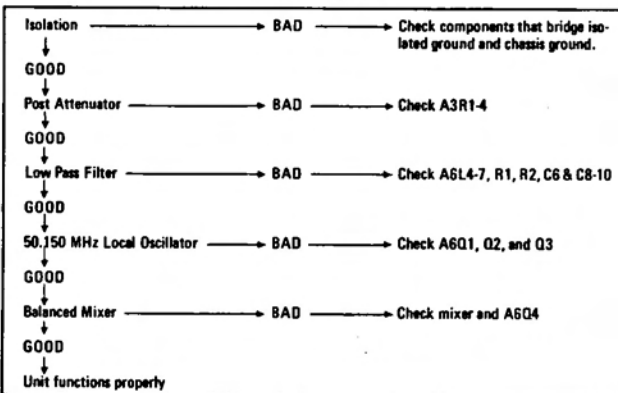 Isolation BAD Check components that bridge iso-
lated ground and chassis ground.
GOOD
Post Attenuator BAD Check A3R1-4
GOOD
Low Pass Filter BAD Check A6L4-7, R1, R2, C6 & C8-10
GOOD
50.150 MHz Local Oscillator BAD Check A6Q1, Q2, and Q3
GOOD
Balanced Mixer BAD Check mixer and A6Q4
GOOD
Unit functions properly